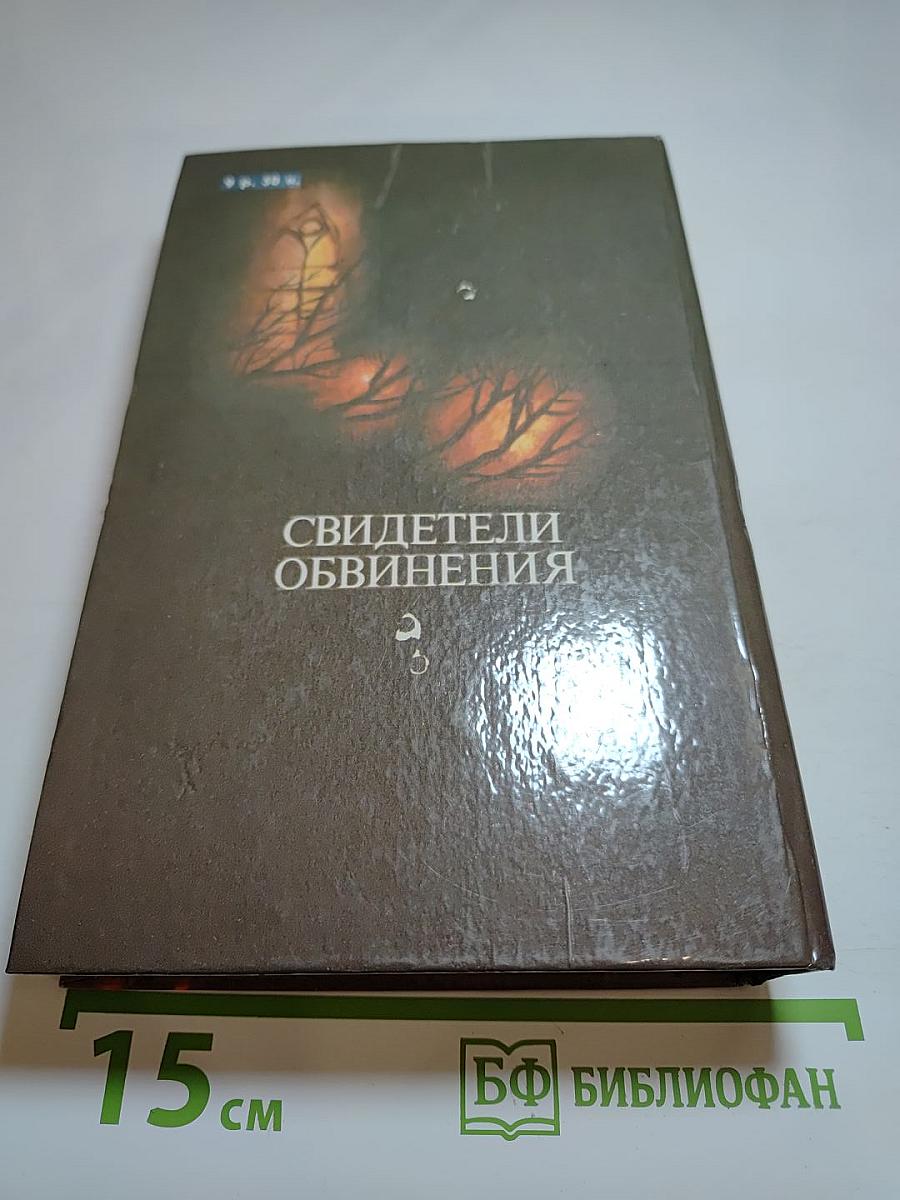 9 р. 30 к.
СВИДЕТЕЛИ
ОБВИНЕНИЯ
15 см
БФ БИБЛИОФАН